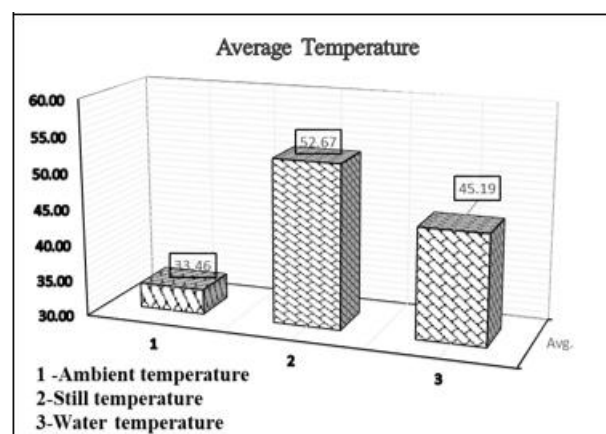 Average Temperature
60.00
55.00
50.00
45.00
40.00
35.00
30.00
52.67
45.19
33.46
1
2
3
Avg.
1 -Ambient temperature
2-Still temperature
3-Water temperature